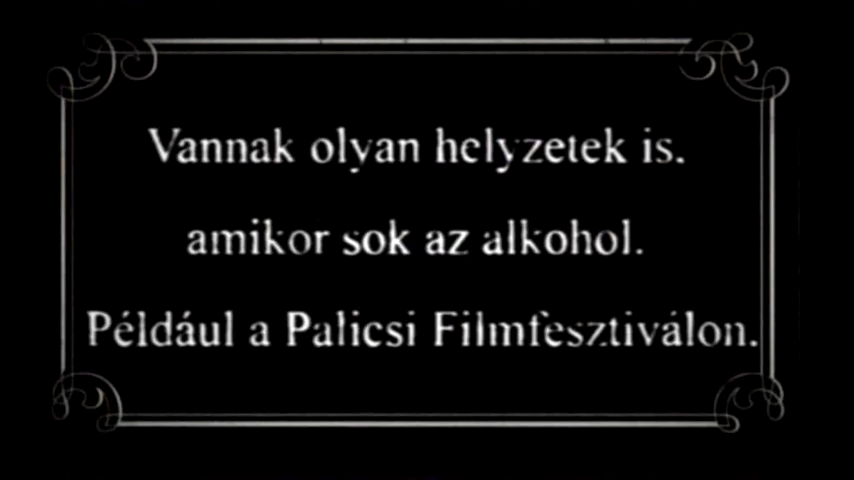 Vannak olyan helyzetek is,
amikor sok az alkohol.
Például a Palicsi Filmfesztiválon.